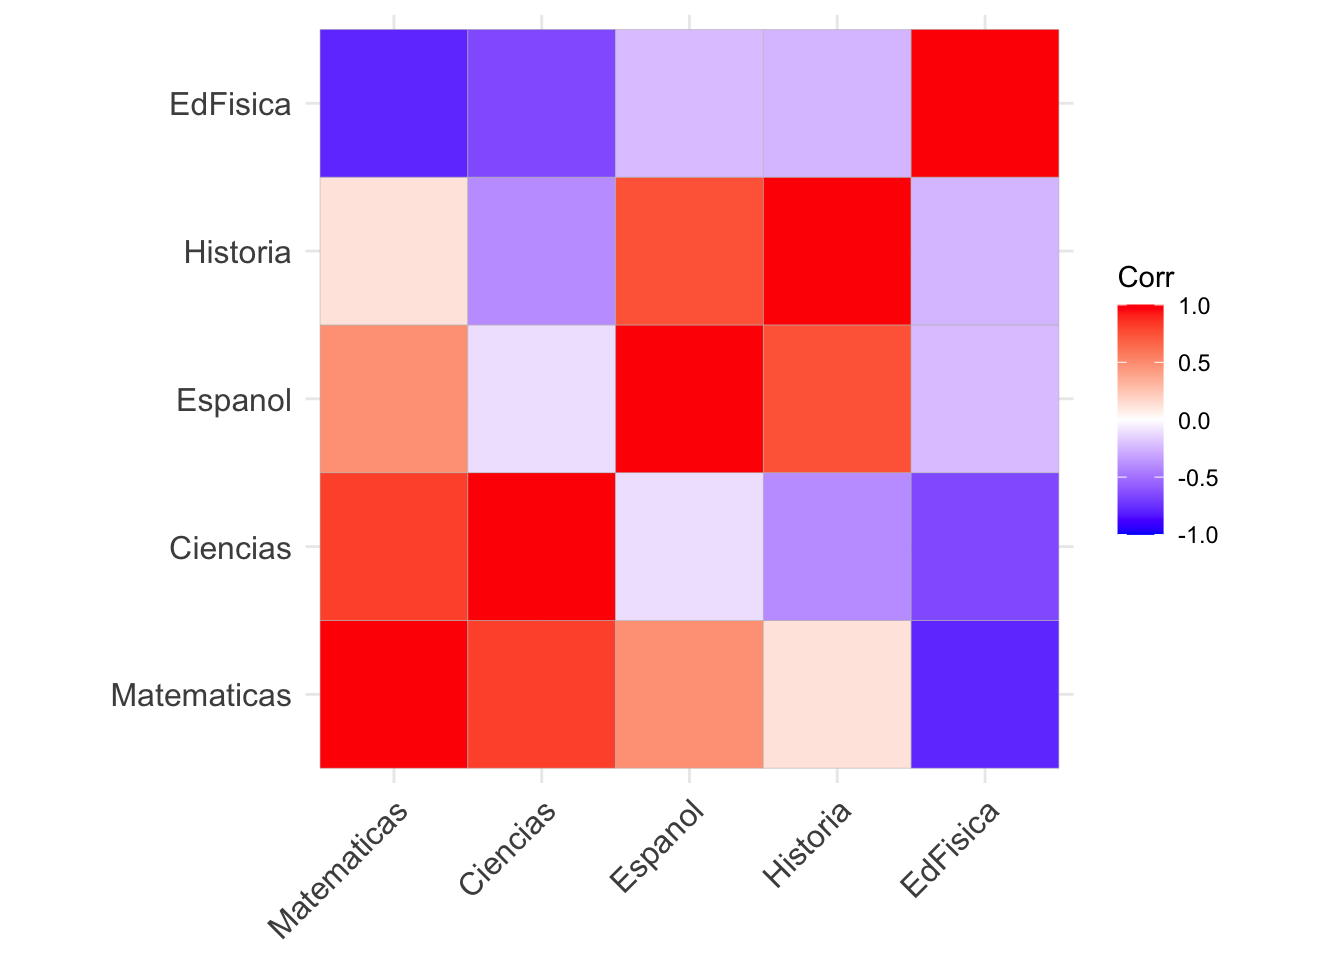 EdFisica
Historia
Espanol
Ciencias
Matematicas
Matematicas
Ciencias
Espanol
Historia
EdFisica
Corr
1.0
0.5
0.0
-0.5
-1.0